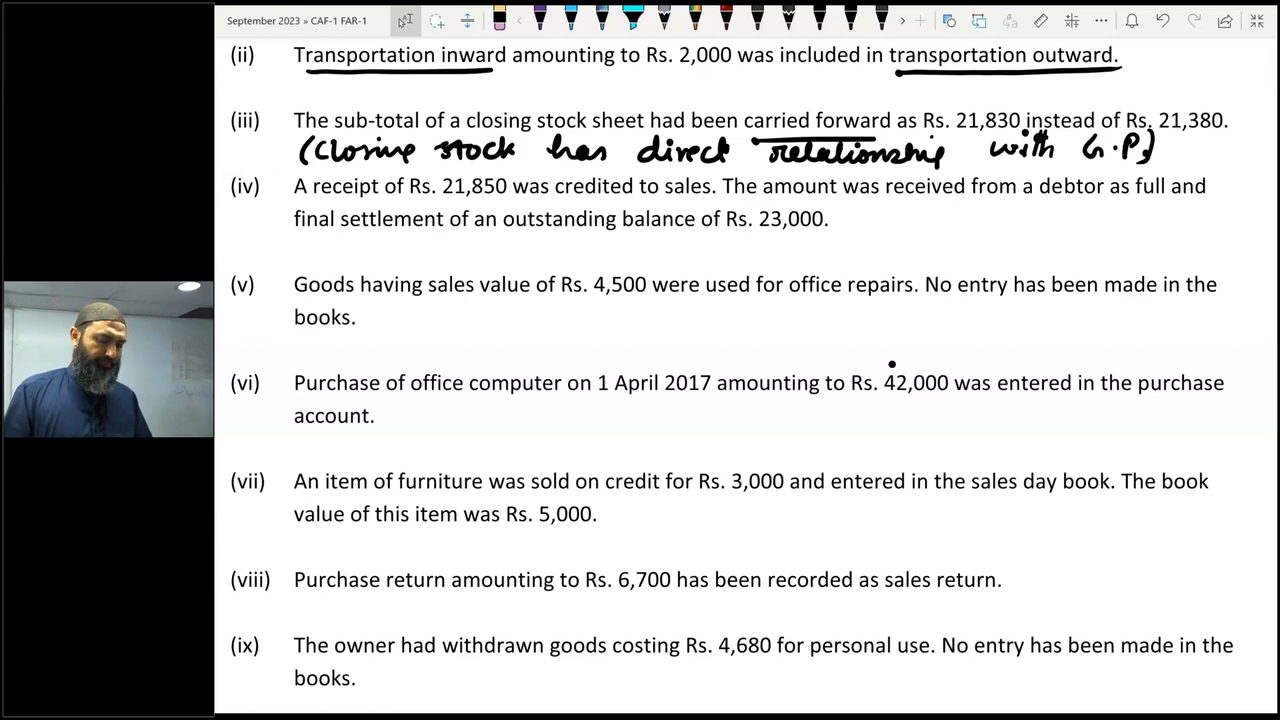 September 2023 » CAF-1 FAR-1
(ii) Transportation inward amounting to Rs. 2,000 was included in transportation outward.
(iii) The sub-total of a closing stock sheet had been carried forward as Rs. 21,830 instead of Rs. 21,380.
(Closing stock has direct relationship with G.P)
(iv) A receipt of Rs. 21,850 was credited to sales. The amount was received from a debtor as full and
final settlement of an outstanding balance of Rs. 23,000.
(v) Goods having sales value of Rs. 4,500 were used for office repairs. No entry has been made in the
books.
(vi) Purchase of office computer on 1 April 2017 amounting to Rs. 42,000 was entered in the purchase
account.
(vii) An item of furniture was sold on credit for Rs. 3,000 and entered in the sales day book. The book
value of this item was Rs. 5,000.
(viii) Purchase return amounting to Rs. 6,700 has been recorded as sales return.
(ix) The owner had withdrawn goods costing Rs. 4,680 for personal use. No entry has been made in the
books.